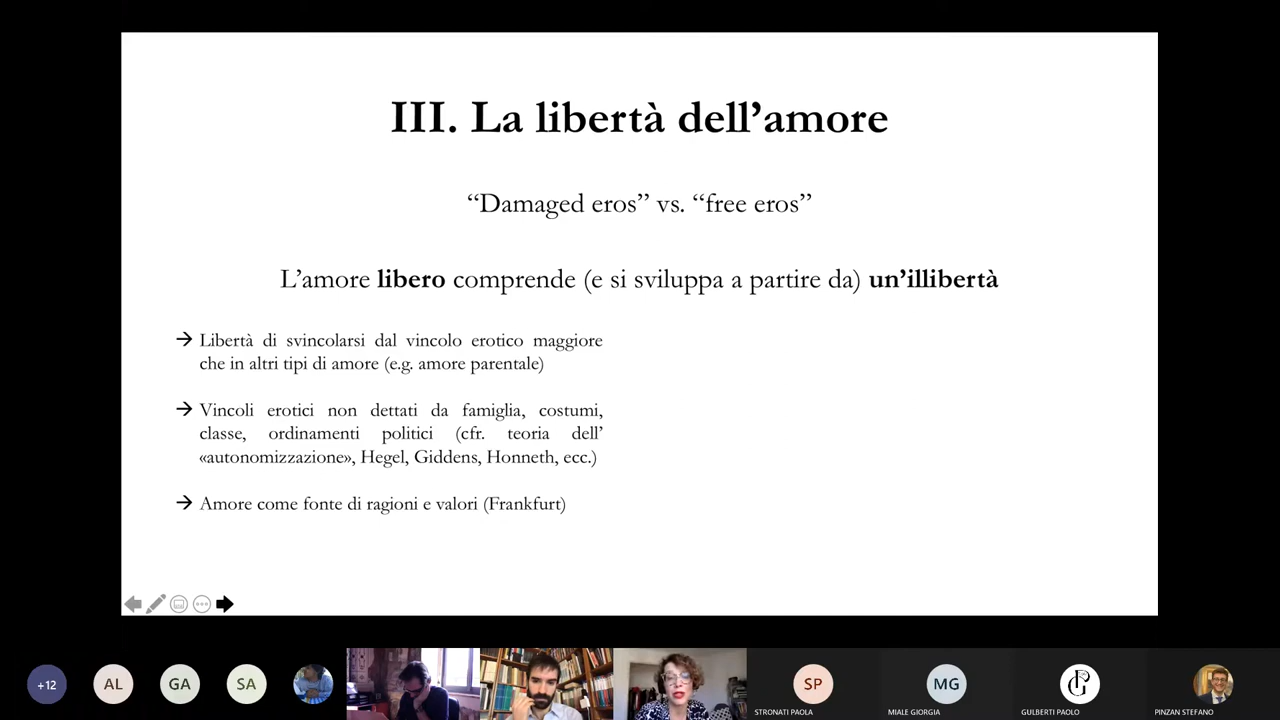 III. La libertà dell’amore
“Damaged eros” vs. “free eros”
L’amore libero comprende (e si sviluppa a partire da) un’illibertà
→ Libertà di svincolarsi dal vincolo erotico maggiore
che in altri tipi di amore (e.g. amore parentale)
→ Vincoli erotici non dettati da famiglia, costumi,
classe, ordinamenti politici (cfr. teoria dell’
«autonomizzazione», Hegel, Giddens, Honneth, ecc.)
→ Amore come fonte di ragioni e valori (Frankfurt)
+12
AL
GA
SA
SP
STRONATI PAOLA
MG
MIALE GIORGIA
GULBERTI PAOLO
PINZAN STEFANO